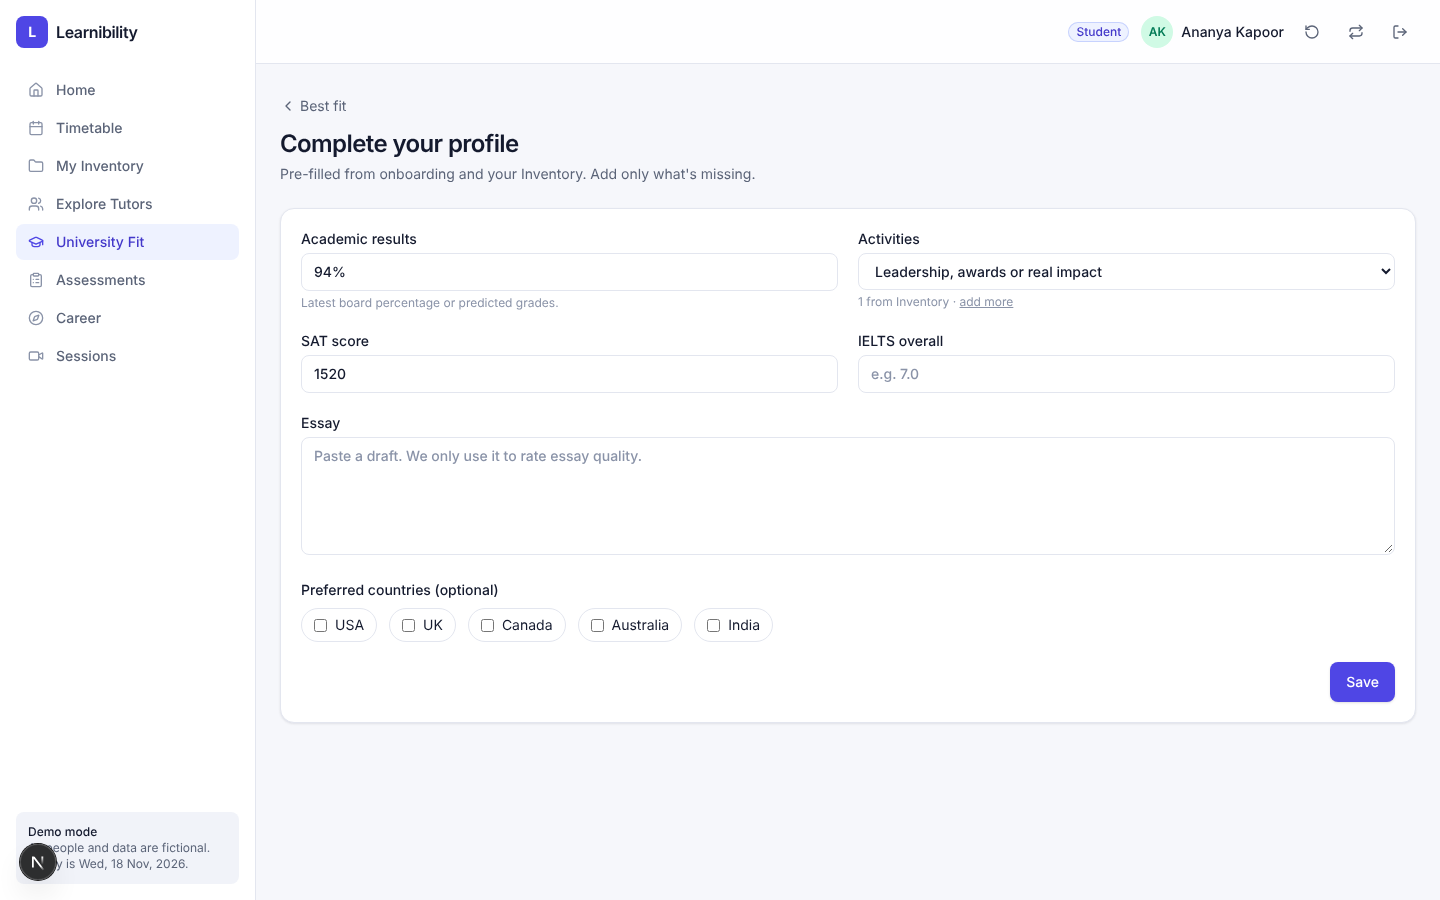 L Learnibility
Student AK Ananya Kapoor
Home
Timetable
My Inventory
Explore Tutors
University Fit
Assessments
Career
Sessions
Best fit
Complete your profile
Pre-filled from onboarding and your Inventory. Add only what's missing.
Academic results
94%
Latest board percentage or predicted grades.
Activities
Leadership, awards or real impact
1 from Inventory · add more
SAT score
1520
IELTS overall
e.g. 7.0
Essay
Paste a draft. We only use it to rate essay quality.
Preferred countries (optional)
USA
UK
Canada
Australia
India
Save
Demo mode
people and data are fictional.
N is Wed, 18 Nov, 2026.